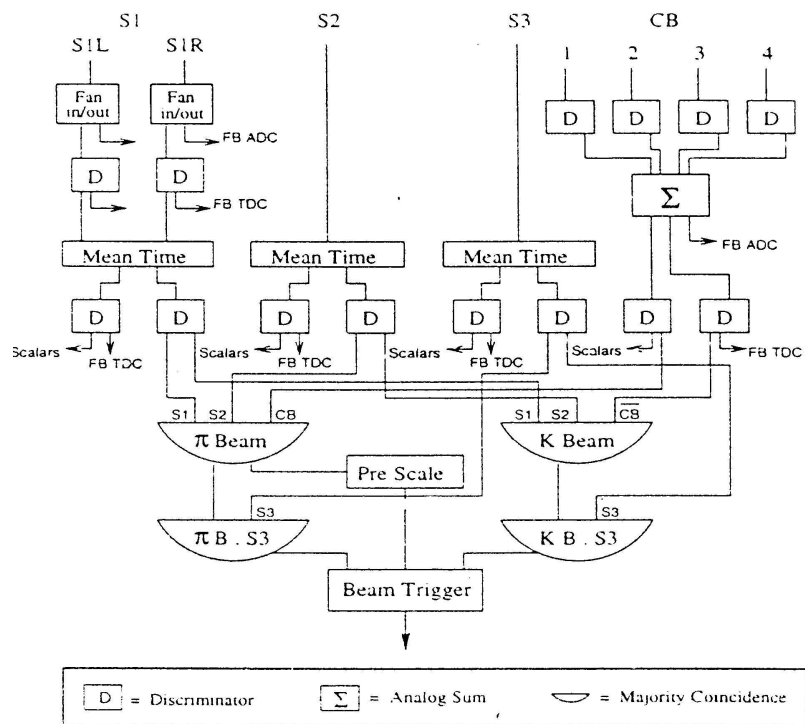 S1 S2 S3 CB
S1L S1R 1 2 3 4
Fan in/out
Fan in/out
D D D D
FB ADC
D D
Σ
FB TDC
FB ADC
Mean Time Mean Time Mean Time
D D D D D D D D
Scalars FB TDC Scalars FB TDC Scalars FB TDC Scalars FB TDC
S1 S2 CB S1 S2 C̅B̅
π Beam K Beam
Pre Scale
S3 S3
π B . S3 K B . S3
Beam Trigger
D = Discriminator Σ = Analog Sum = Majority Coincidence